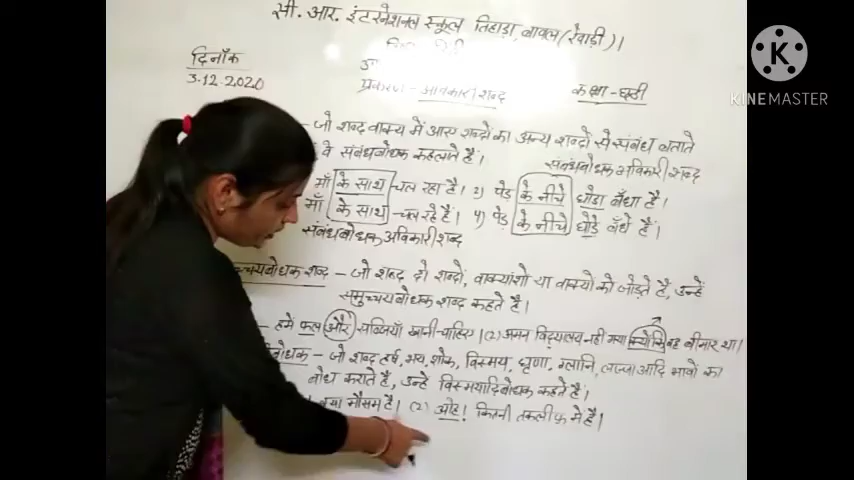 सी. आर. इंटरनेशनल स्कूल तिहाड़ा, बावल (रेवाड़ी)।
दिनाँक
3.12.2020
प्रकरण - अविकारी शब्द
कक्षा - छठी
- जो शब्द वाक्य में आए शब्दों का अन्य शब्दों से संबंध बताते
वे संबंधबोधक कहलाते हैं।
संबंधबोधक अविकारी शब्द
माँ के साथ चल रहा है। 3) पेड़ के नीचे घोड़ा बँधा है।
माँ के साथ चल रहे हैं। 4) पेड़ के नीचे घोड़े बँधे हैं।
संबंधबोधक अविकारी शब्द
च्चयबोधक शब्द - जो शब्द दो शब्दों, वाक्यांशों या वाक्यों को जोड़ते हैं, उन्हें
समुच्चयबोधक शब्द कहते हैं।
- हमें फल और सब्जियाँ खानी चाहिए। (2) अमन विद्यालय नही गया क्योंकि वह बीमार था।
बोधक - जो शब्द हर्ष, भय, शोक, विस्मय, घृणा, ग्लानि, लज्जा आदि भावों का
बोध कराते हैं, उन्हें विस्मयादिबोधक कहते हैं।
क्या मौसम है। (2) ओह! कितनी तकलीफ में है।
KINEMASTER